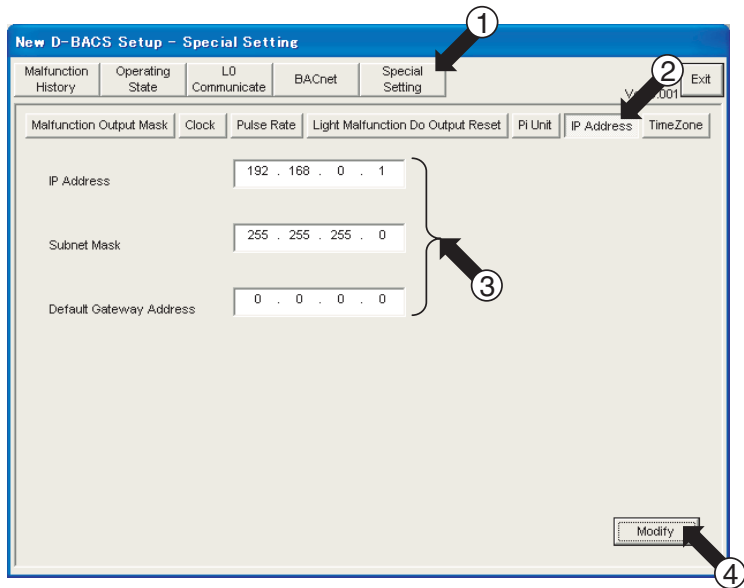 ①
New D-BACS Setup - Special Setting
②
Malfunction History Operating State L0 Communicate BACnet Special Setting Exit
001
Malfunction Output Mask Clock Pulse Rate Light Malfunction Do Output Reset Pi Unit IP Address TimeZone
IP Address 192 . 168 . 0 . 1
Subnet Mask 255 . 255 . 255 . 0
③
Default Gateway Address 0 . 0 . 0 . 0
Modify
④